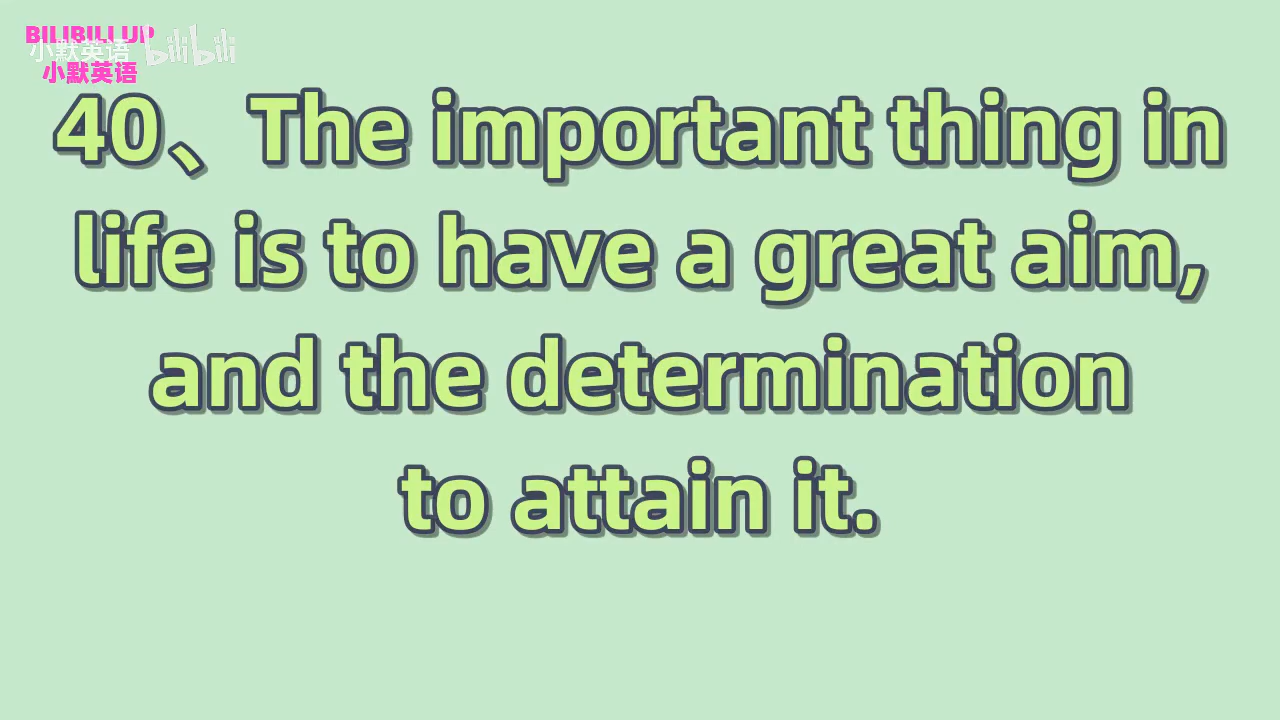 BILIBILI UP
小默英语 bilibili
小默英语
40、The important thing in
life is to have a great aim,
and the determination
to attain it.